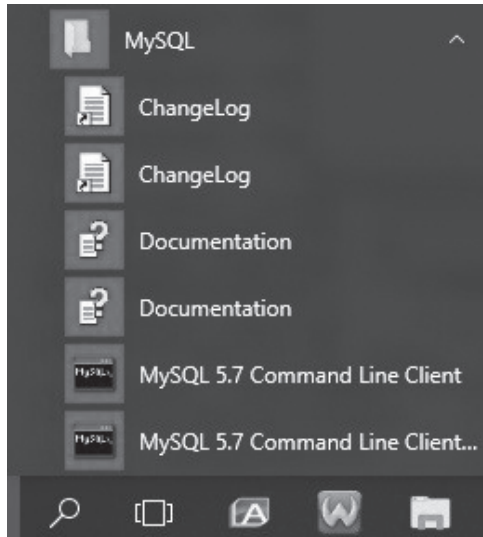 MySQL
ChangeLog
ChangeLog
Documentation
Documentation
MySQL 5.7 Command Line Client
MySQL 5.7 Command Line Client...